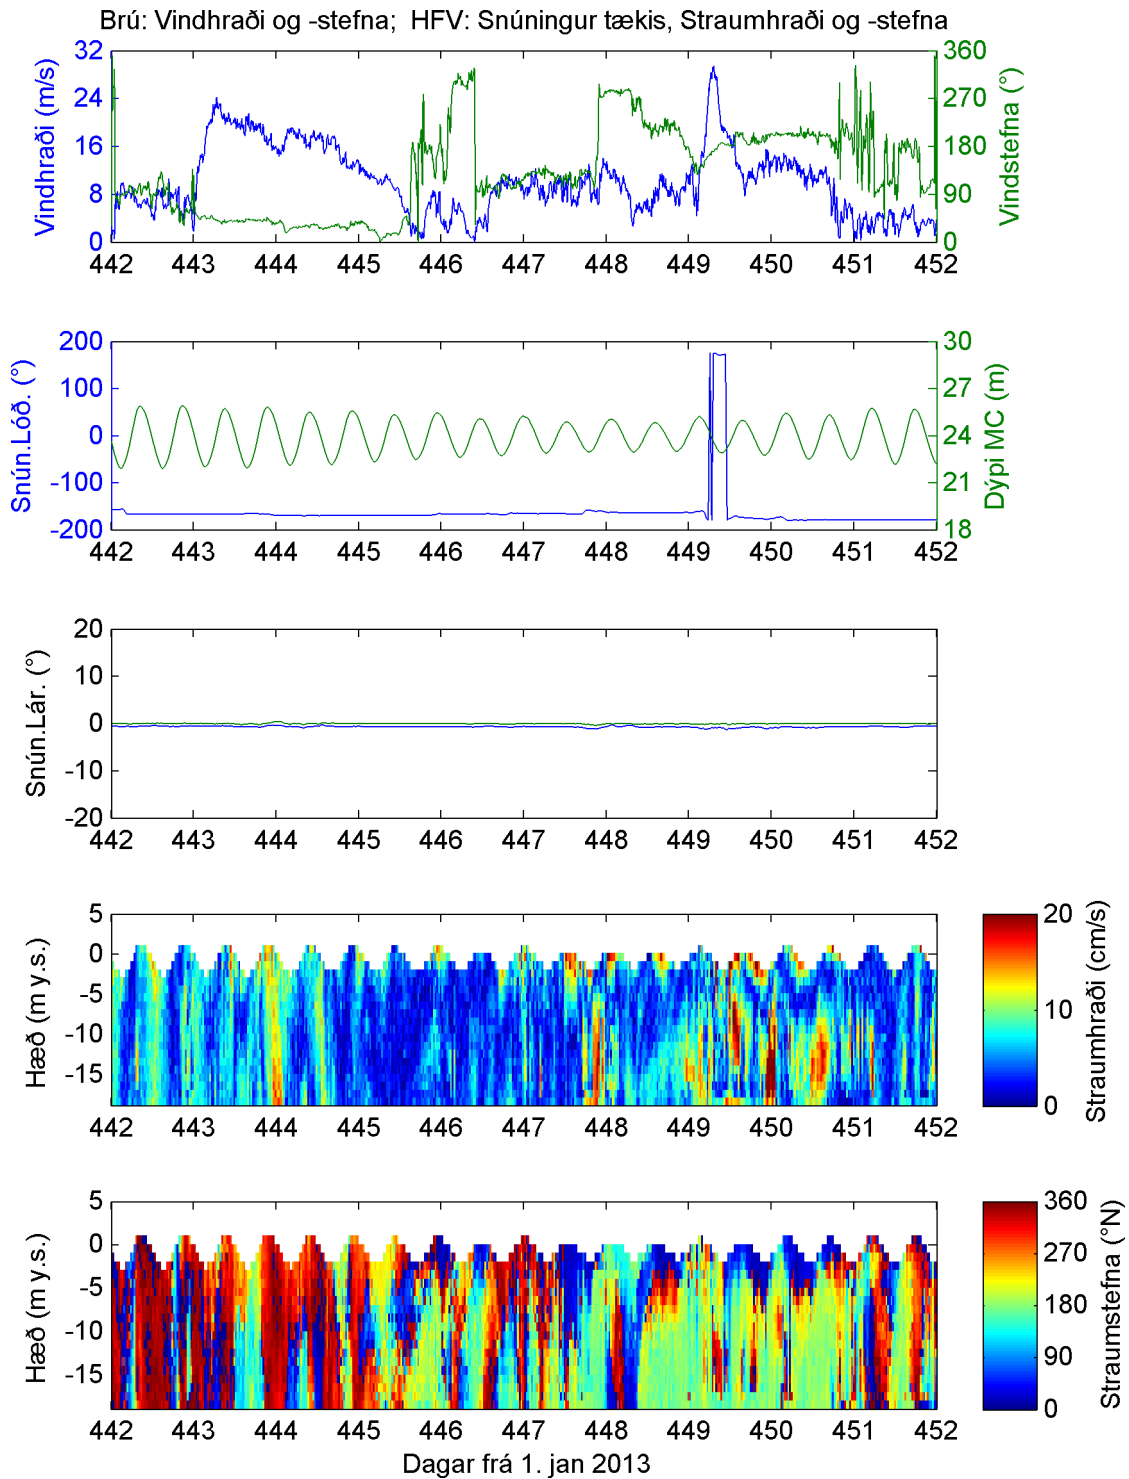 Brú: Vindhraði og -stefna;  HFV: Snúningur tækis, Straumhraði og -stefna
Vindhraði (m/s)
32
24
16
8
0
360
270
180
90
0
Vindstefna (°)
442 443 444 445 446 447 448 449 450 451 452
Snún.Lóð. (°)
200
100
0
-100
-200
30
27
24
21
18
Dýpi MC (m)
442 443 444 445 446 447 448 449 450 451 452
Snún.Lár. (°)
20
10
0
-10
-20
442 443 444 445 446 447 448 449 450 451 452
Hæð (m y.s.)
5
0
-5
-10
-15
442 443 444 445 446 447 448 449 450 451 452
20
10
0
Straumhraði (cm/s)
Hæð (m y.s.)
5
0
-5
-10
-15
442 443 444 445 446 447 448 449 450 451 452
360
270
180
90
0
Straumstefna (°N)
Dagar frá 1. jan 2013